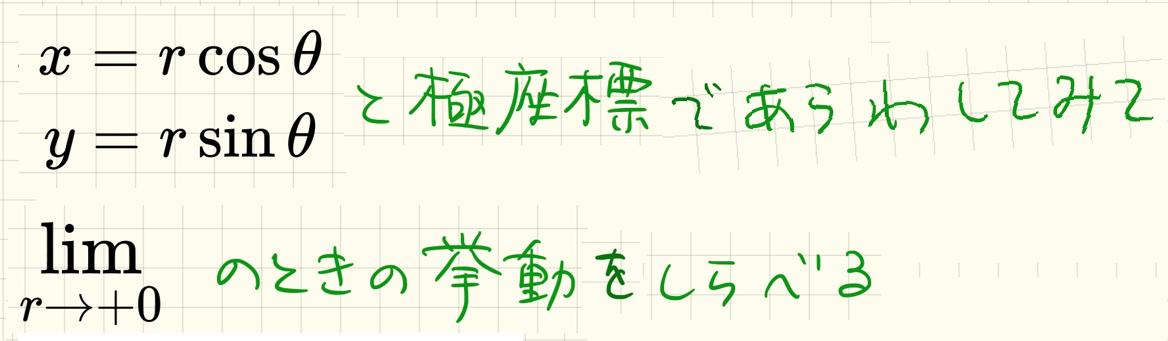 x = r cos θ
y = r sin θ
と極座標であらわしてみて
lim
r→+0
のときの挙動をしらべる